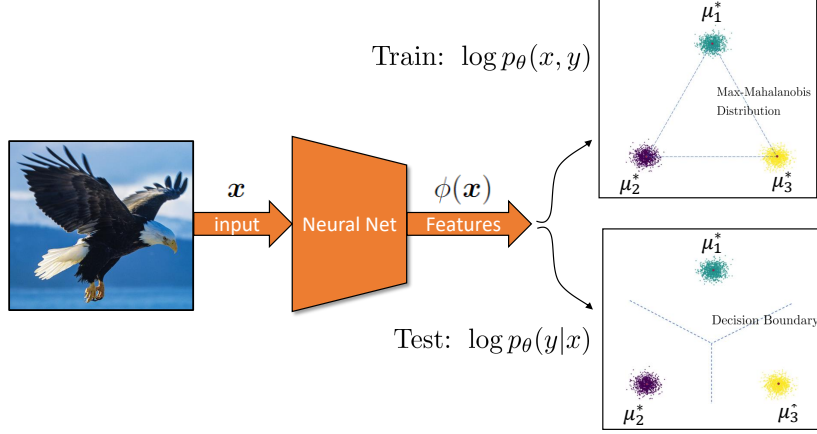 μ₁*
Train: log p_θ(x, y)
Max-Mahalanobis
Distribution
μ₂*
μ₃*
x
input
Neural Net
ϕ(x)
Features
μ₁*
Decision Boundary
Test: log p_θ(y|x)
μ₂*
μ₃*